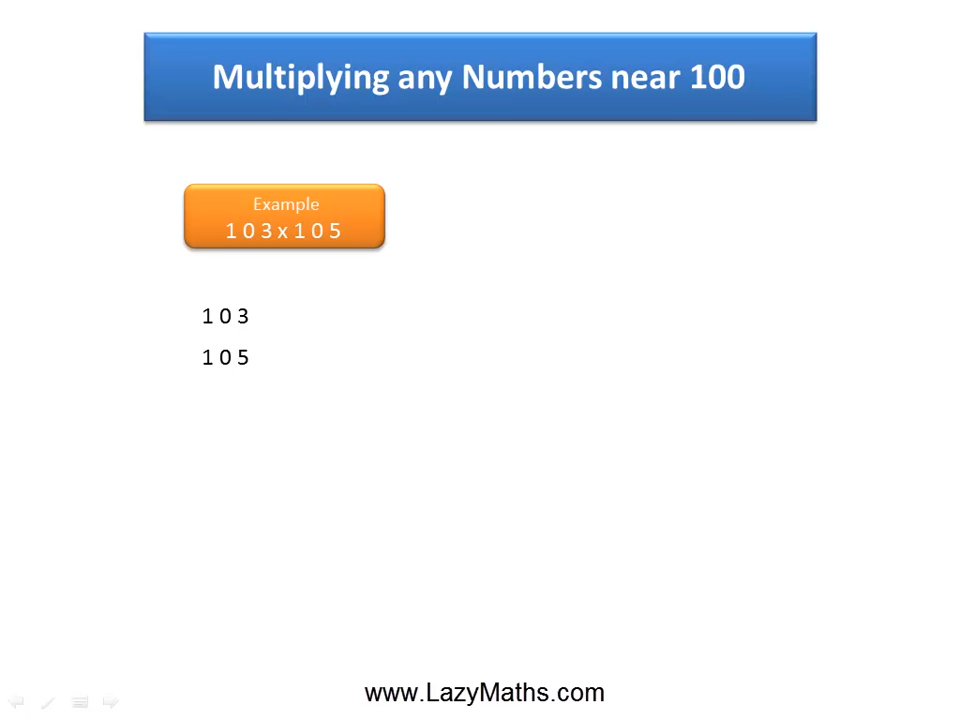 Multiplying any Numbers near 100
Example
1 0 3 x 1 0 5
1 0 3
1 0 5
www.LazyMaths.com